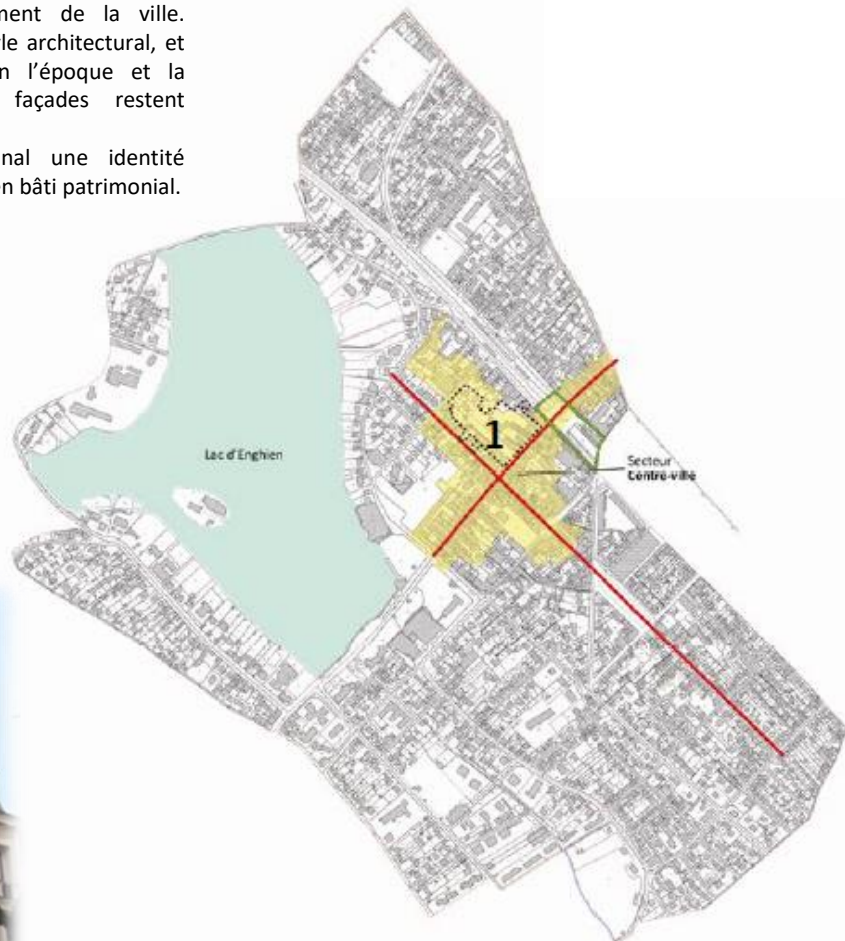 ment de la ville.
le architectural, et
n l’époque et la
façades restent
nal une identité
en bâti patrimonial.
1
Lac d'Enghien
Secteur
Centre-ville